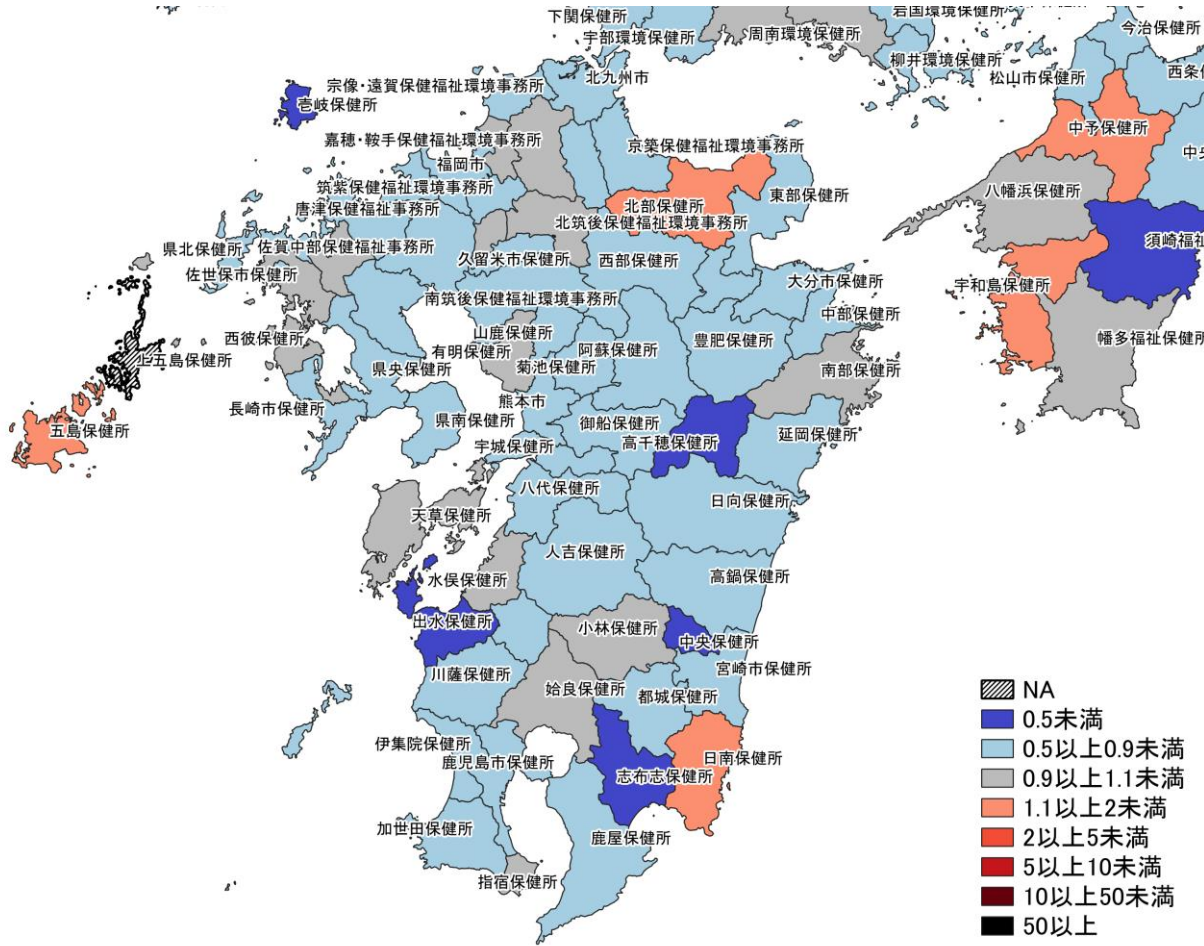 下関保健所
宇部環境保健所
周南環境保健所
岩国環境保健所
柳井環境保健所
今治保健所
松山市保健所
西条保
中予保健所
中央
八幡浜保健所
須崎福祉
宇和島保健所
幡多福祉保健所
宗像・遠賀保健福祉環境事務所
北九州市
壱岐保健所
嘉穂・鞍手保健福祉環境事務所
京築保健福祉環境事務所
福岡市
筑紫保健福祉環境事務所
東部保健所
北部保健所
唐津保健福祉事務所
北筑後保健福祉環境事務所
県北保健所
佐賀中部保健福祉事務所
久留米市保健所
西部保健所
佐世保市保健所
大分市保健所
南筑後保健福祉環境事務所
中部保健所
西彼保健所
山鹿保健所
豊肥保健所
上五島保健所
有明保健所
阿蘇保健所
菊池保健所
県央保健所
南部保健所
長崎市保健所
熊本市
五島保健所
県南保健所
御船保健所
延岡保健所
宇城保健所
高千穂保健所
八代保健所
日向保健所
天草保健所
人吉保健所
水俣保健所
高鍋保健所
出水保健所
小林保健所
中央保健所
宮崎市保健所
川薩保健所
姶良保健所
都城保健所
伊集院保健所
鹿児島市保健所
日南保健所
志布志保健所
加世田保健所
鹿屋保健所
指宿保健所
NA
0.5未満
0.5以上0.9未満
0.9以上1.1未満
1.1以上2未満
2以上5未満
5以上10未満
10以上50未満
50以上